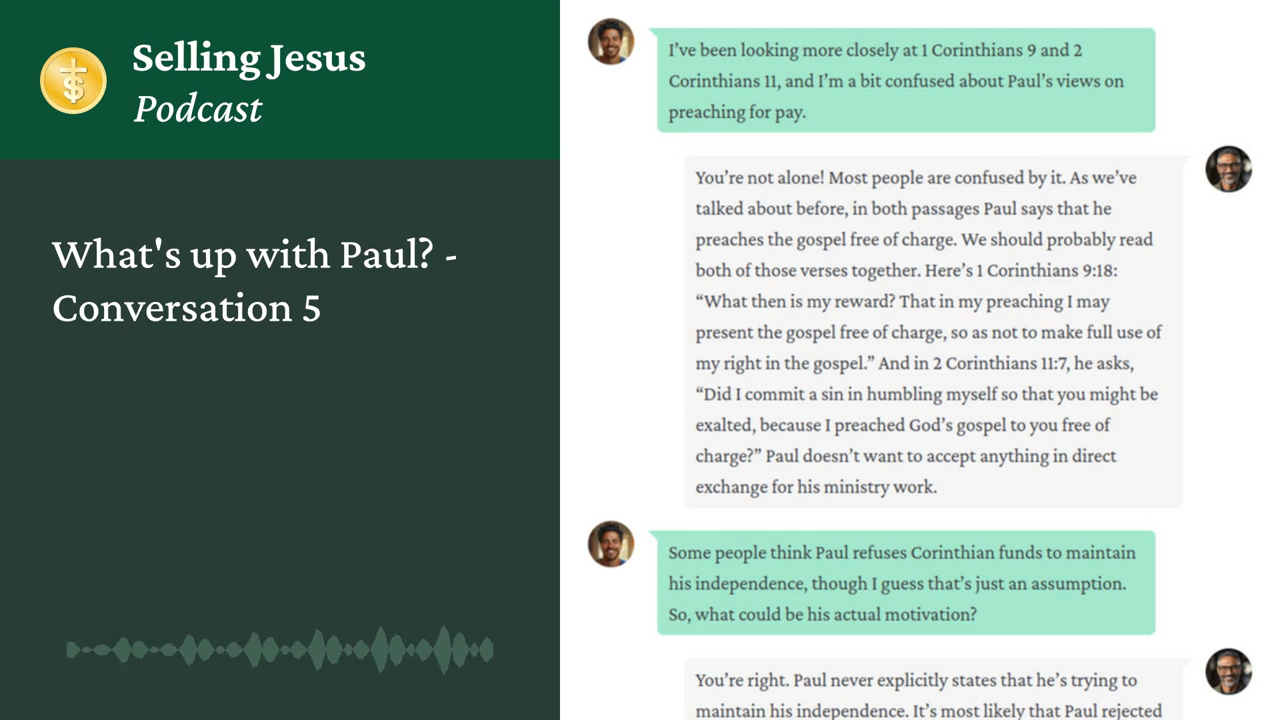 Selling Jesus
Podcast
What's up with Paul? -
Conversation 5
I’ve been looking more closely at 1 Corinthians 9 and 2
Corinthians 11, and I’m a bit confused about Paul’s views on
preaching for pay.
You’re not alone! Most people are confused by it. As we’ve
talked about before, in both passages Paul says that he
preaches the gospel free of charge. We should probably read
both of those verses together. Here’s 1 Corinthians 9:18:
“What then is my reward? That in my preaching I may
present the gospel free of charge, so as not to make full use of
my right in the gospel.” And in 2 Corinthians 11:7, he asks,
“Did I commit a sin in humbling myself so that you might be
exalted, because I preached God’s gospel to you free of
charge?” Paul doesn’t want to accept anything in direct
exchange for his ministry work.
Some people think Paul refuses Corinthian funds to maintain
his independence, though I guess that’s just an assumption.
So, what could be his actual motivation?
You’re right. Paul never explicitly states that he’s trying to
maintain his independence. It’s most likely that Paul rejected